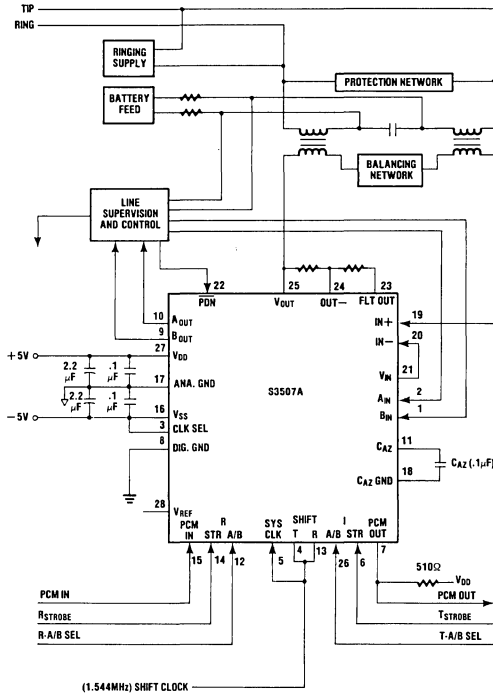 TIP
RING
RINGING
SUPPLY
PROTECTION NETWORK
BATTERY
FEED
BALANCING
NETWORK
LINE
SUPERVISION
AND CONTROL
22
25
24
23
PDN
VOUT
OUT–
FLT OUT
10
AOUT
9
BOUT
+5V
27
VDD
2.2
µF
.1
µF
17
ANA. GND
2.2
µF
.1
µF
–5V
16
VSS
3
CLK SEL
8
DIG. GND
28
VREF
S3507A
IN+
19
IN–
20
VIN
21
AIN
2
BIN
1
CAZ
11
CAZ (.1µF)
CAZ GND
18
PCM
IN
R
STR
A/B
SYS
CLK
SHIFT
T
R
I
A/B
STR
PCM
OUT
15
14
12
5
4
13
26
6
7
510Ω
VDD
PCM IN
PCM OUT
RSTROBE
TSTROBE
R-A/B SEL
T-A/B SEL
(1.544MHz) SHIFT CLOCK